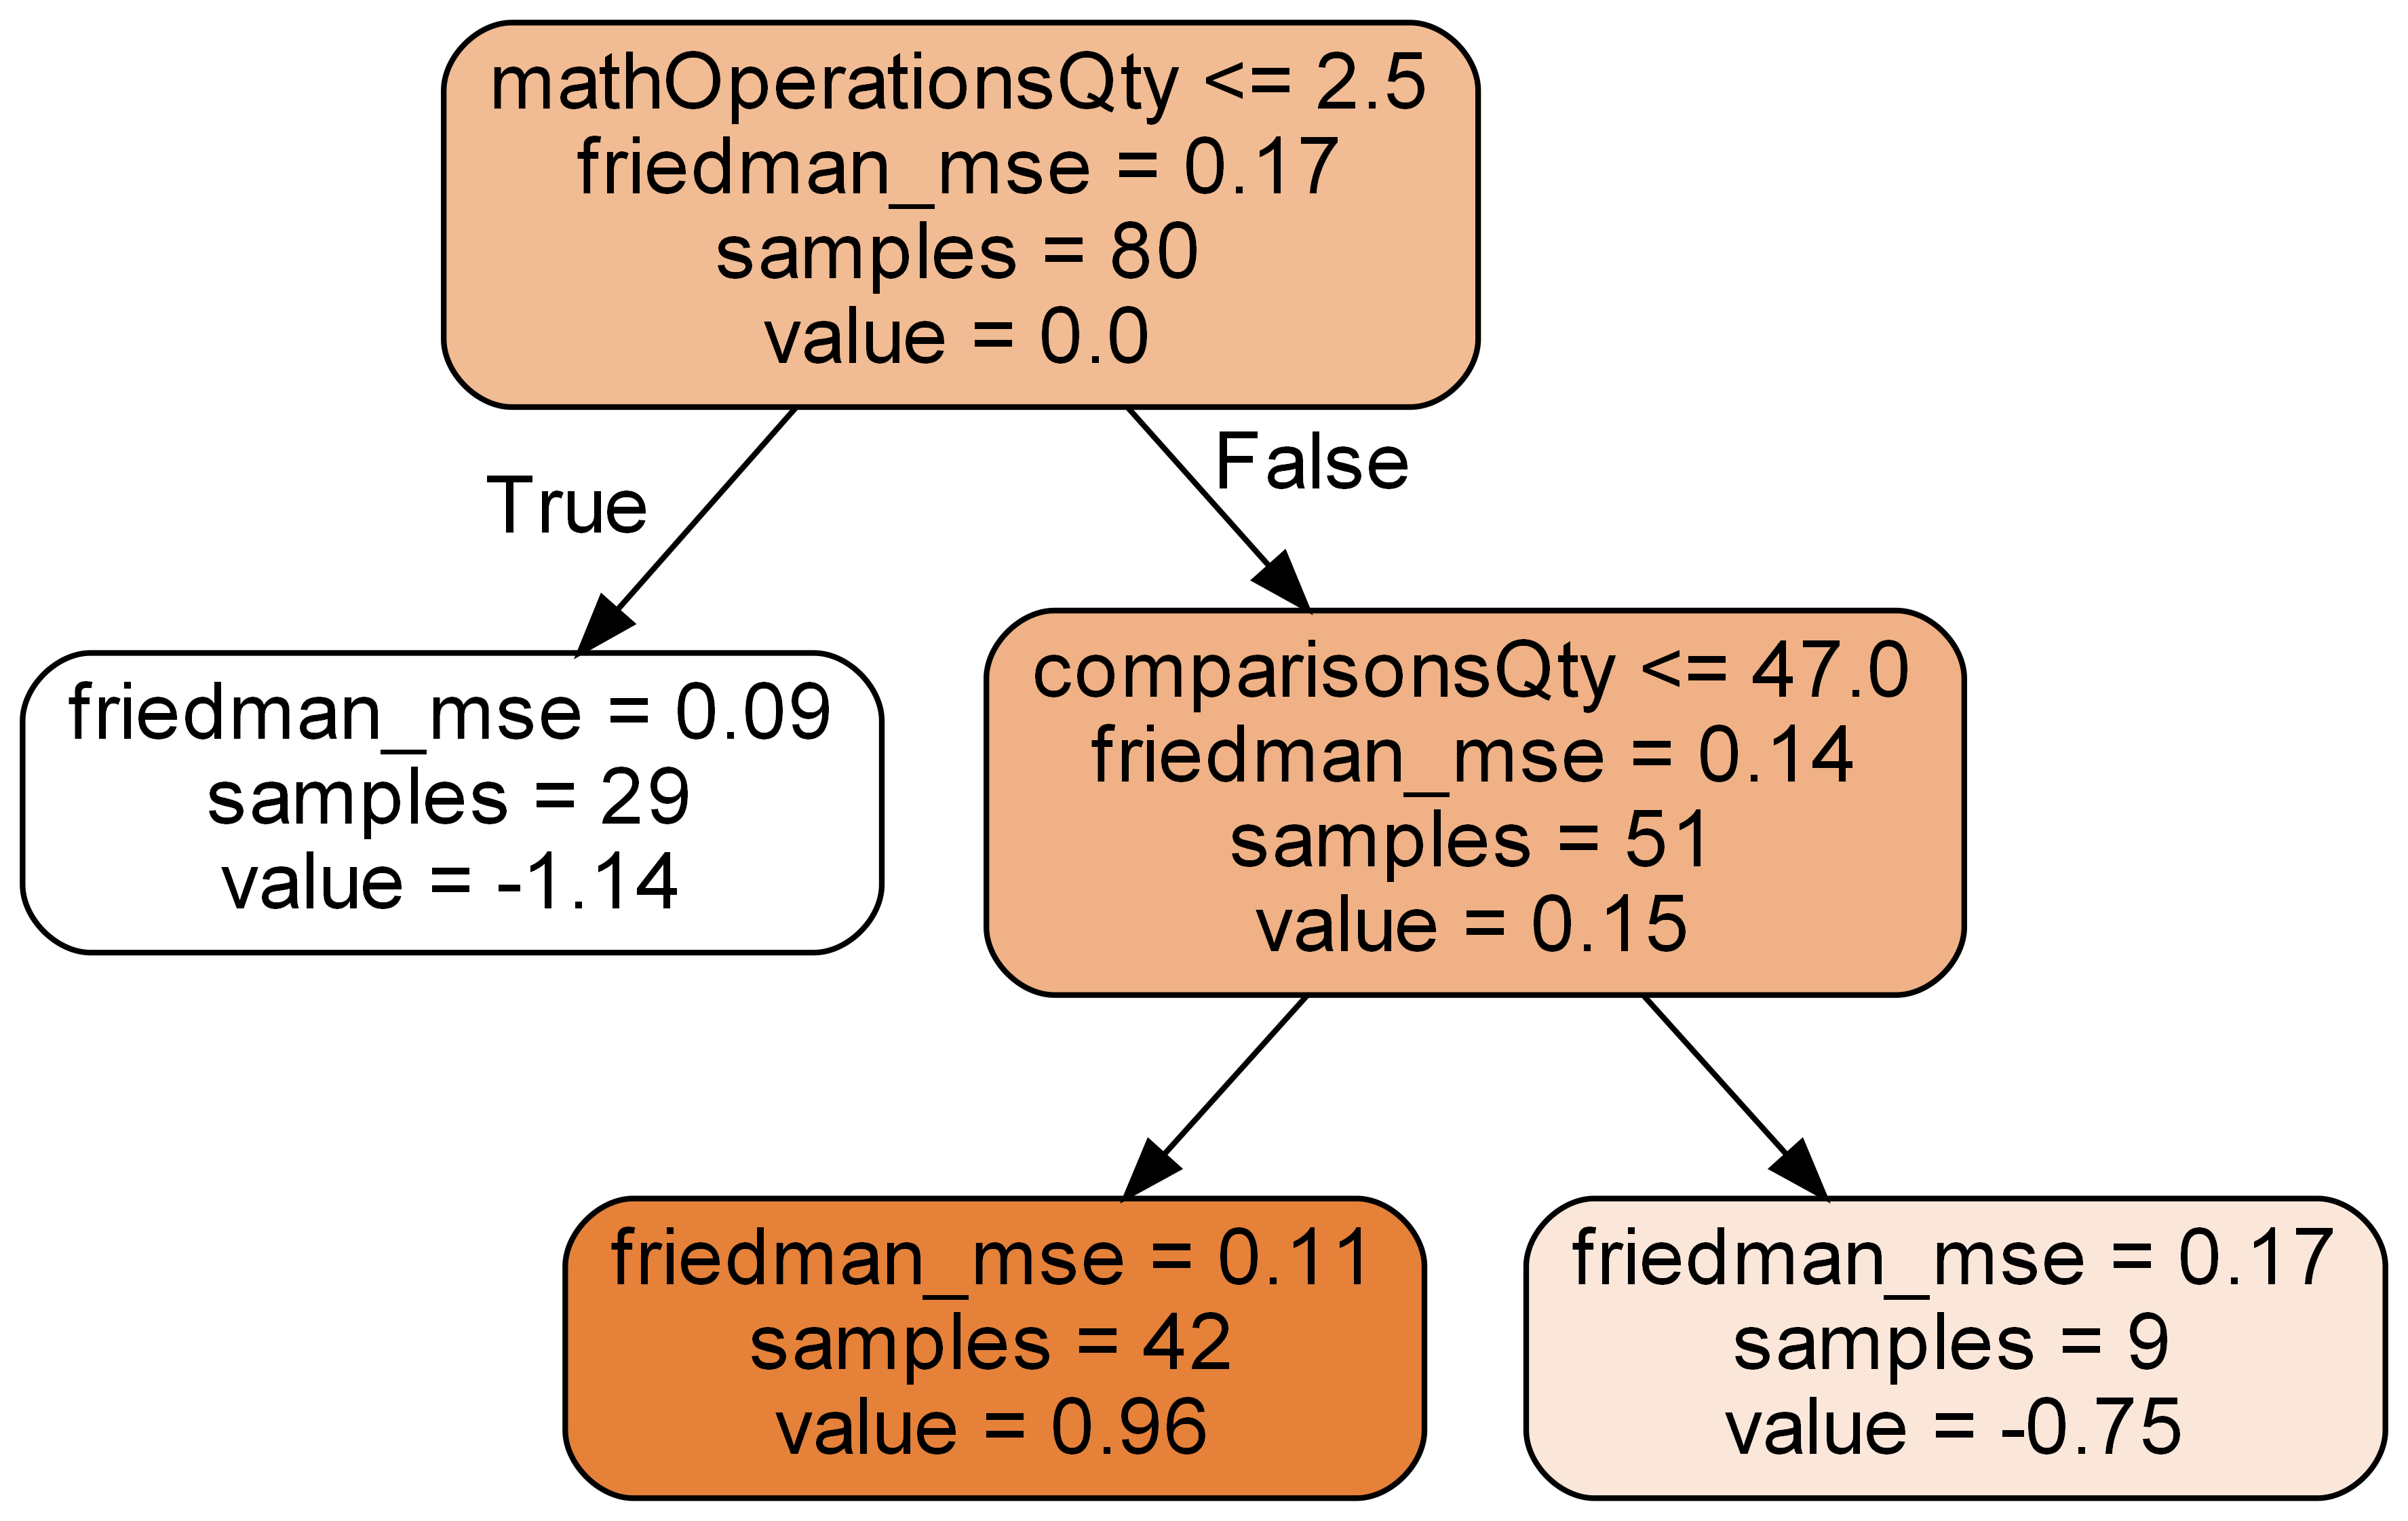 mathOperationsQty <= 2.5
friedman_mse = 0.17
samples = 80
value = 0.0
True
False
friedman_mse = 0.09
samples = 29
value = -1.14
comparisonsQty <= 47.0
friedman_mse = 0.14
samples = 51
value = 0.15
friedman_mse = 0.11
samples = 42
value = 0.96
friedman_mse = 0.17
samples = 9
value = -0.75